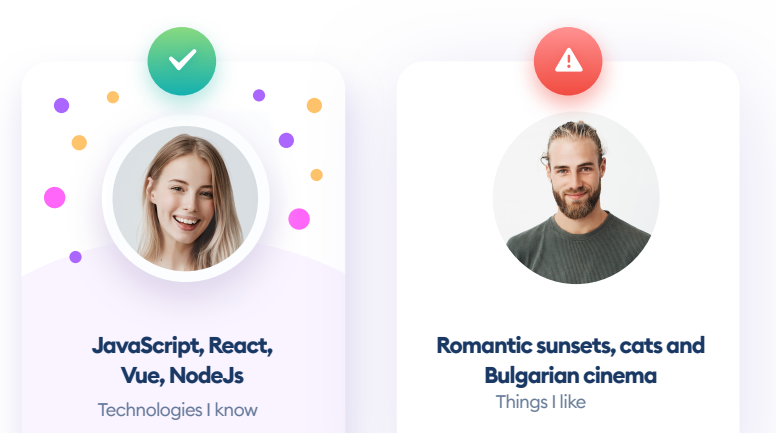 JavaScript, React,
Vue, NodeJs
Technologies I know
Romantic sunsets, cats and
Bulgarian cinema
Things I like